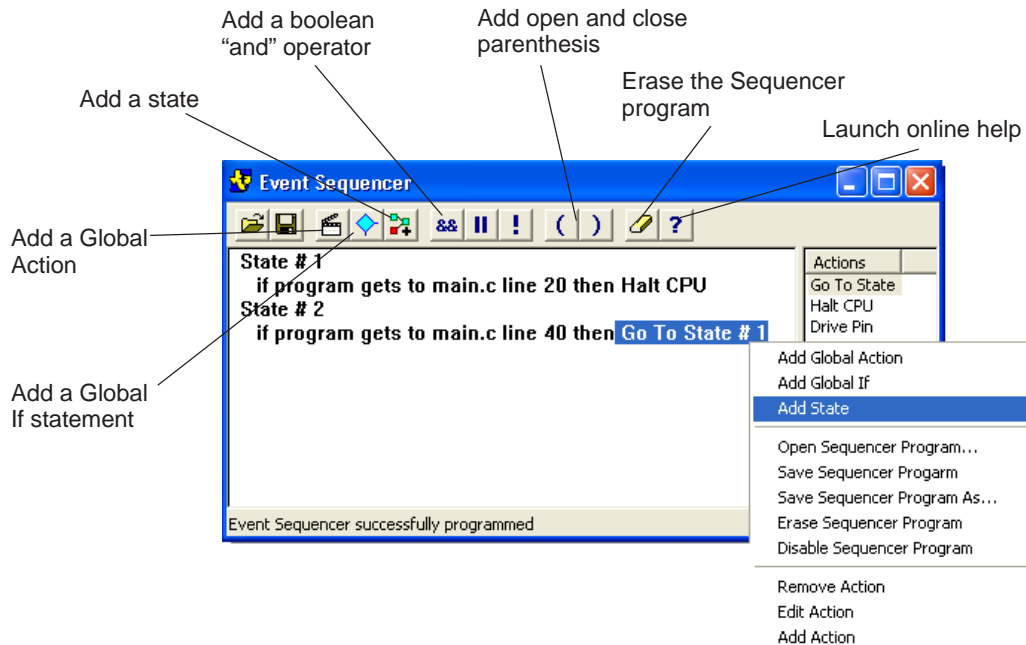 Add a boolean
“and” operator
Add open and close
parenthesis
Erase the Sequencer
program
Add a state
Launch online help
Event Sequencer
&& !  ( ) ?
Add a Global
Action
State # 1
if program gets to main.c line 20 then Halt CPU
State # 2
if program gets to main.c line 40 then Go To State # 1
Actions
Go To State
Halt CPU
Drive Pin
Add a Global
If statement
Add Global Action
Add Global If
Add State
Open Sequencer Program...
Save Sequencer Progarm
Save Sequencer Program As...
Erase Sequencer Program
Disable Sequencer Program
Remove Action
Edit Action
Add Action
Event Sequencer successfully programmed